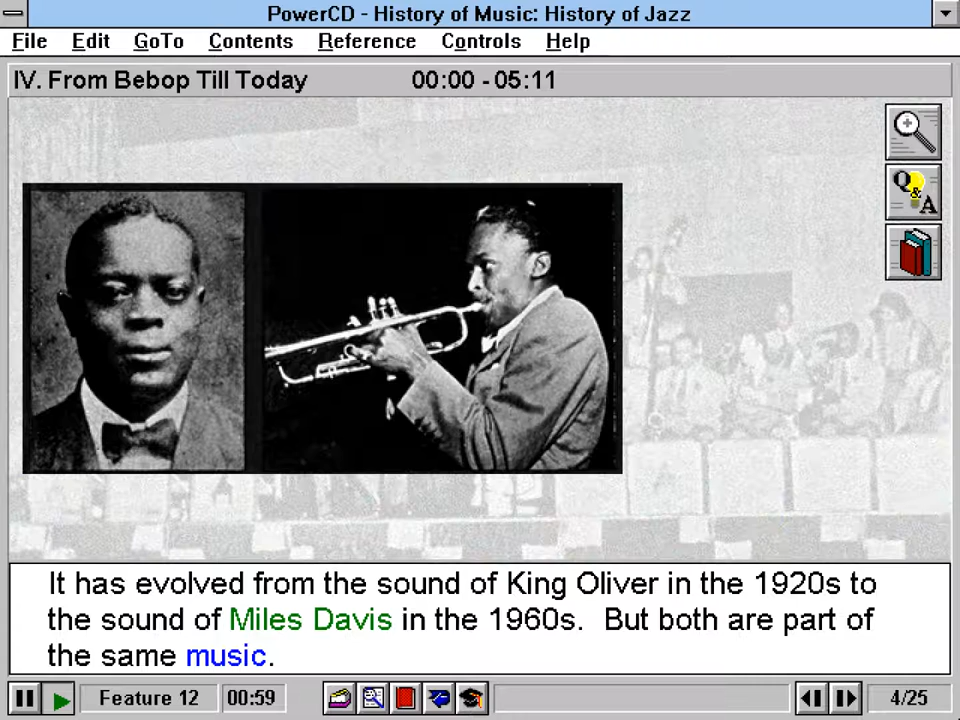 PowerCD - History of Music: History of Jazz
File Edit GoTo Contents Reference Controls Help
IV. From Bebop Till Today 00:00 - 05:11
Q&A
It has evolved from the sound of King Oliver in the 1920s to
the sound of Miles Davis in the 1960s. But both are part of
the same music.
Feature 12 00:59 4/25